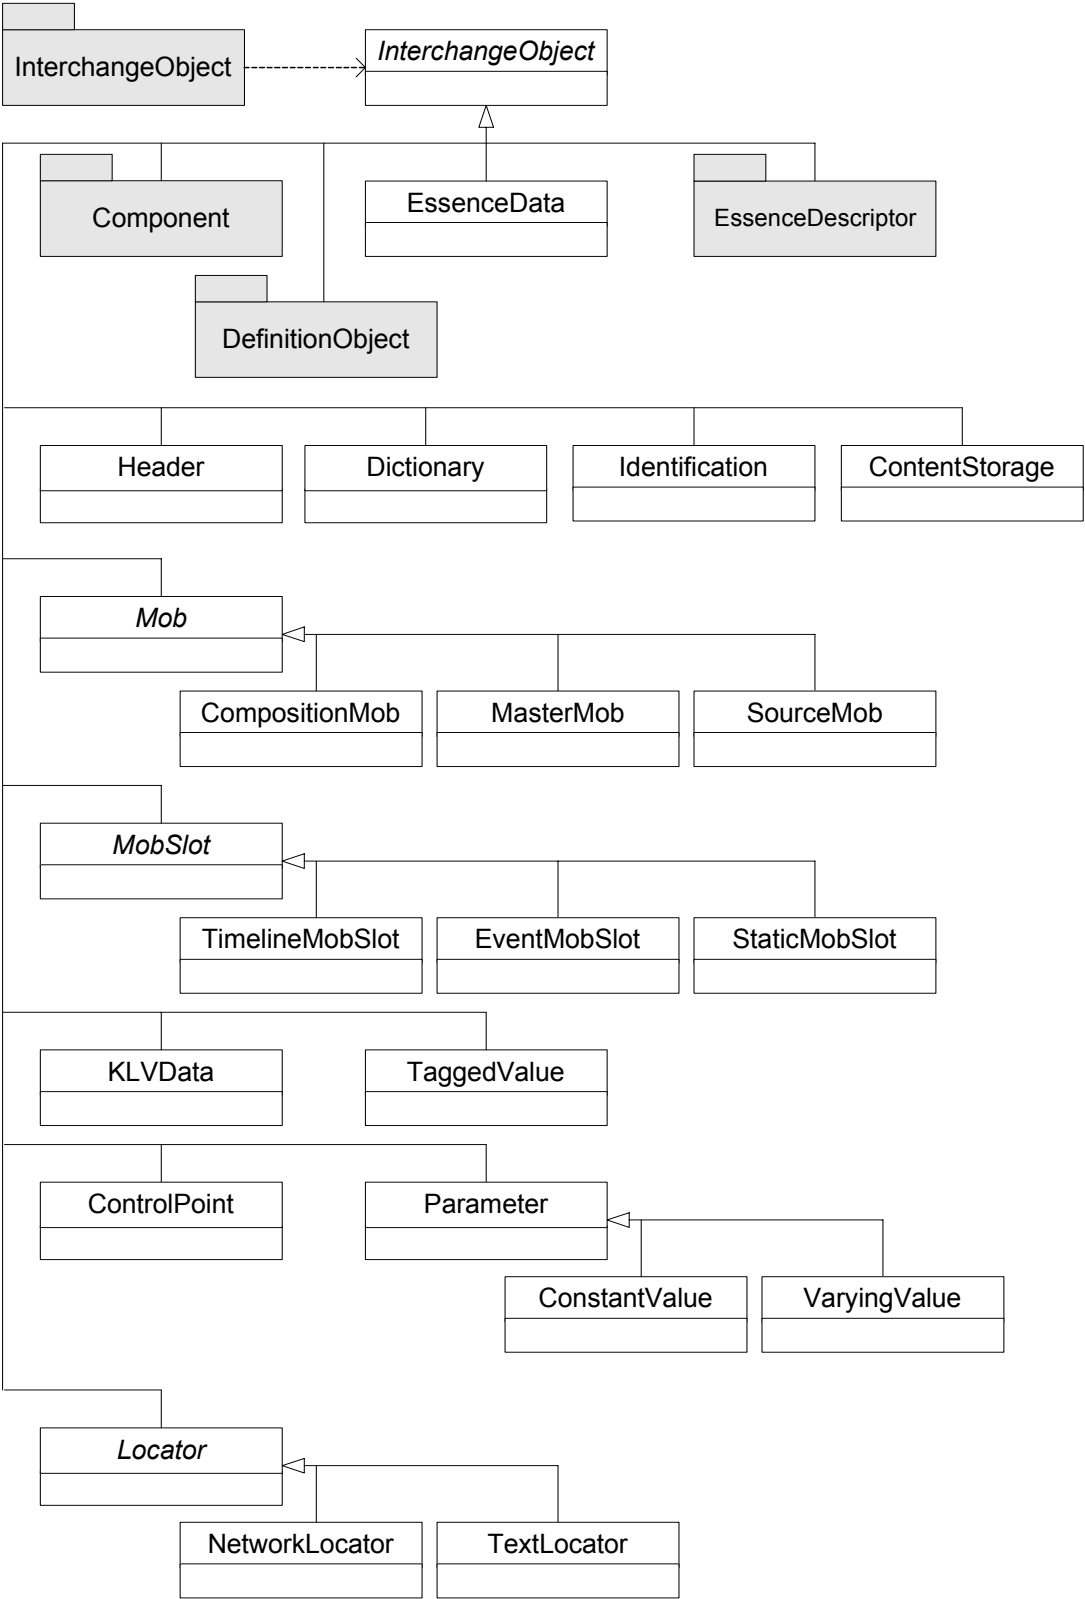 InterchangeObject
InterchangeObject
Component
EssenceData
EssenceDescriptor
DefinitionObject
Header
Dictionary
Identification
ContentStorage
Mob
CompositionMob
MasterMob
SourceMob
MobSlot
TimelineMobSlot
EventMobSlot
StaticMobSlot
KLVData
TaggedValue
ControlPoint
Parameter
ConstantValue
VaryingValue
Locator
NetworkLocator
TextLocator